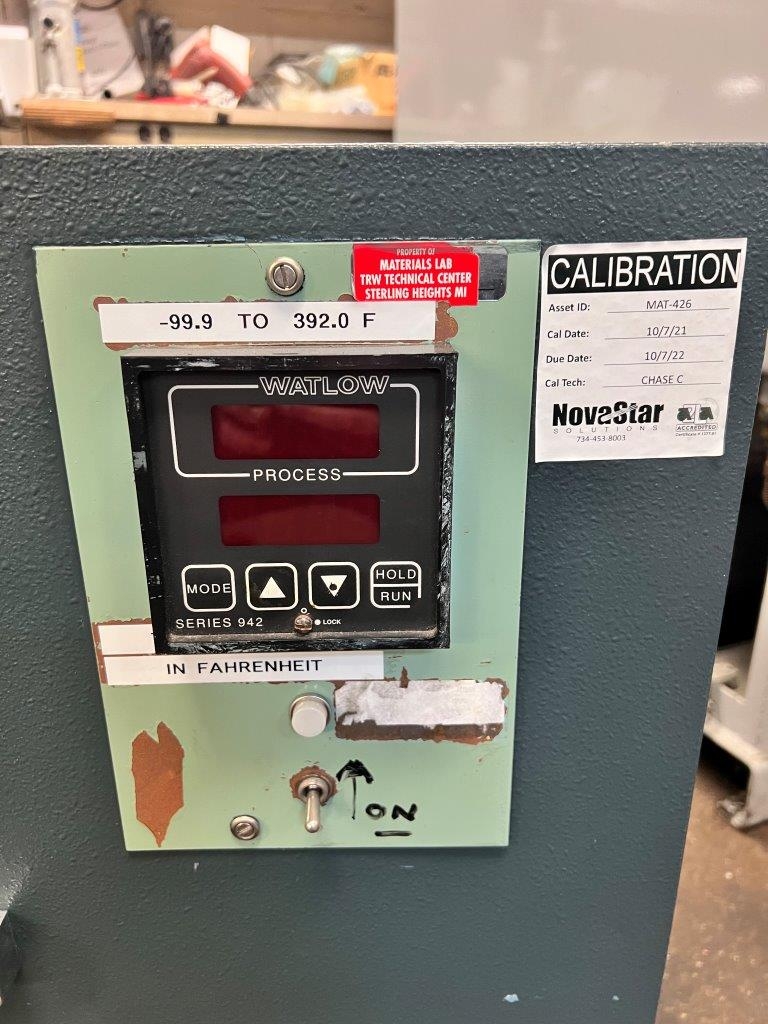 PROPERTY OF
MATERIALS LAB
TRW TECHNICAL CENTER
STERLING HEIGHTS MI
-99.9 TO 392.0 F
WATLOW
PROCESS
MODE
HOLD
RUN
SERIES 942
LOCK
IN FAHRENHEIT
ON
CALIBRATION
Asset ID: MAT-426
Cal Date: 10/7/21
Due Date: 10/7/22
Cal Tech: CHASE C
NovaStar
SOLUTIONS
734-453-8003
ACCREDITED